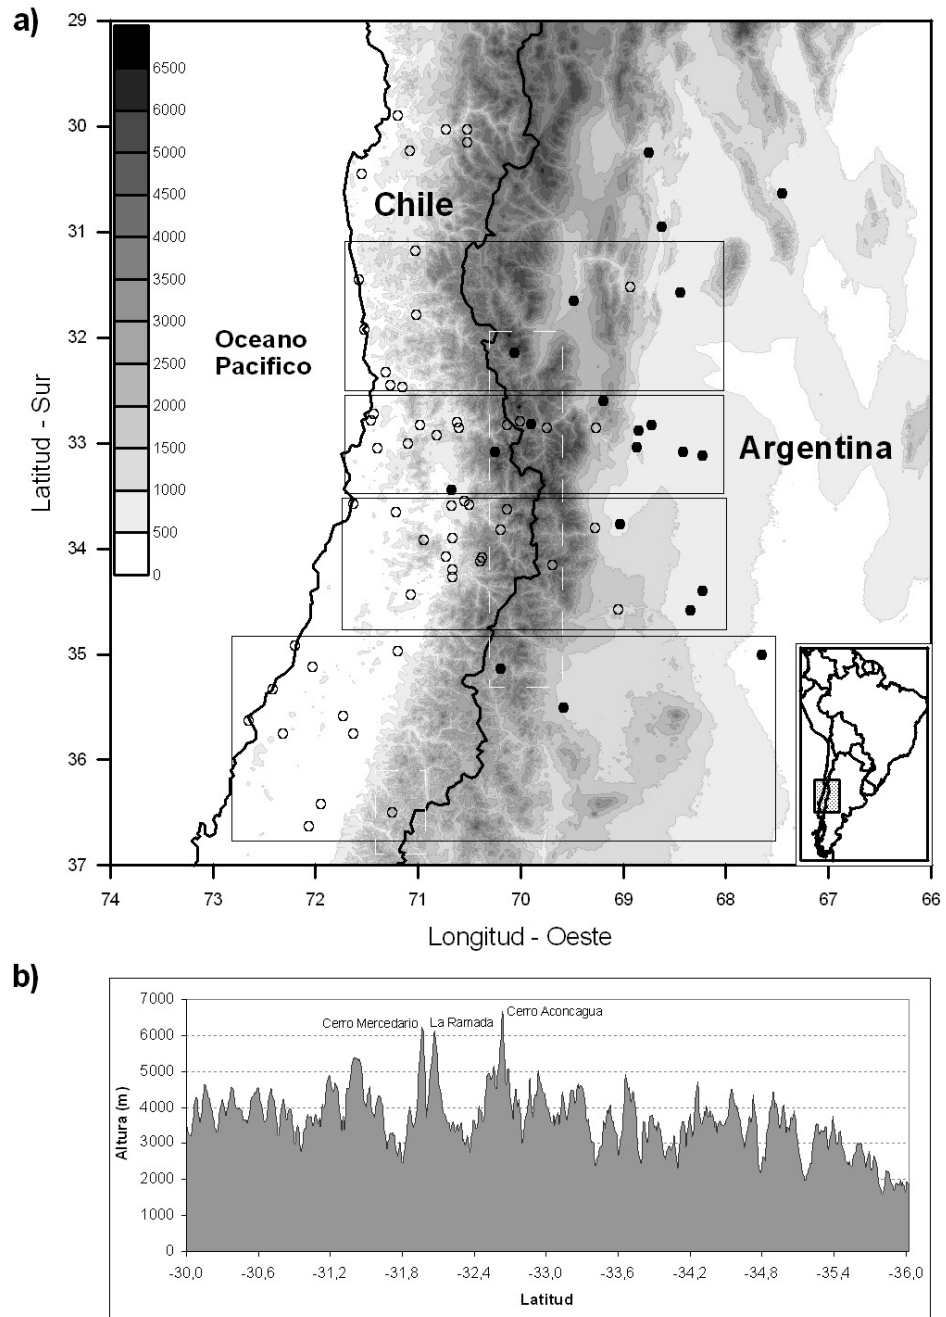 a)
29
30
31
32
33
34
35
36
37
Latitud - Sur
6500
6000
5000
4500
4000
3500
3000
2500
2000
1500
1000
500
0
Chile
Oceano
Pacifico
Argentina
74 73 72 71 70 69 68 67 66
Longitud - Oeste
b)
7000
6000
5000
4000
3000
2000
1000
0
Altura (m)
Cerro Mercedario La Ramada Cerro Aconcagua
-30,0 -30,6 -31,2 -31,8 -32,4 -33,0 -33,6 -34,2 -34,8 -35,4 -36,0
Latitud